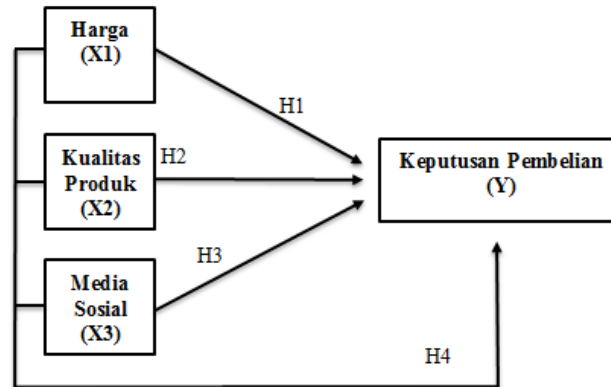 Harga
(X1)
H1
Kualitas
Produk
(X2)
H2
Keputusan Pembelian
(Y)
H3
Media
Sosial
(X3)
H4